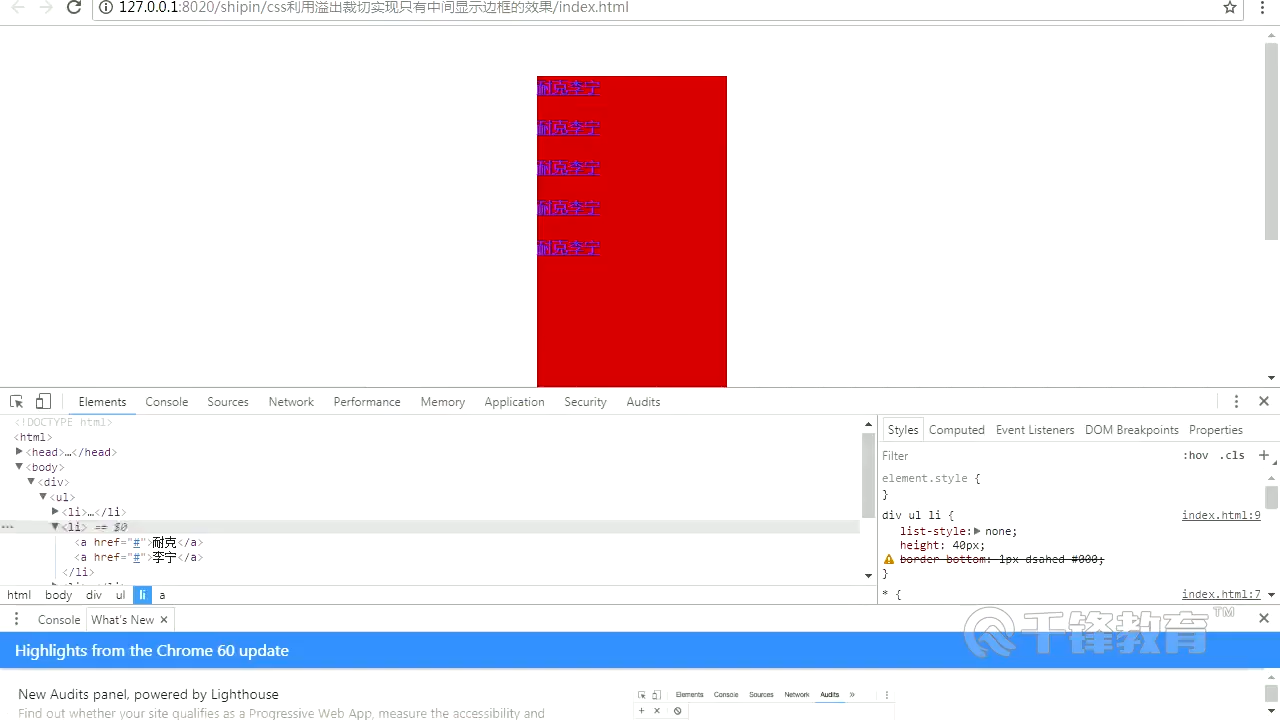 127.0.0.1:8020/shipin/css利用溢出裁切实现只有中间显示边框的效果/index.html
耐克李宁
耐克李宁
耐克李宁
耐克李宁
耐克李宁
Elements Console Sources Network Performance Memory Application Security Audits
<!DOCTYPE html>
<html>
<head>…</head>
<body>
<div>
<ul>
<li>…</li>
<li> == $0
<a href="#">耐克</a>
<a href="#">李宁</a>
</li>
html body div ul li a
Styles Computed Event Listeners DOM Breakpoints Properties
Filter :hov .cls +
element.style {
}
div ul li { index.html:9
list-style: none;
height: 40px;
border-bottom: 1px dsahed #000;
}
* { index.html:7
千锋教育 TM
Console What's New
Highlights from the Chrome 60 update
New Audits panel, powered by Lighthouse
Find out whether your site qualifies as a Progressive Web App, measure the accessibility and
Elements Console Sources Network Audits »